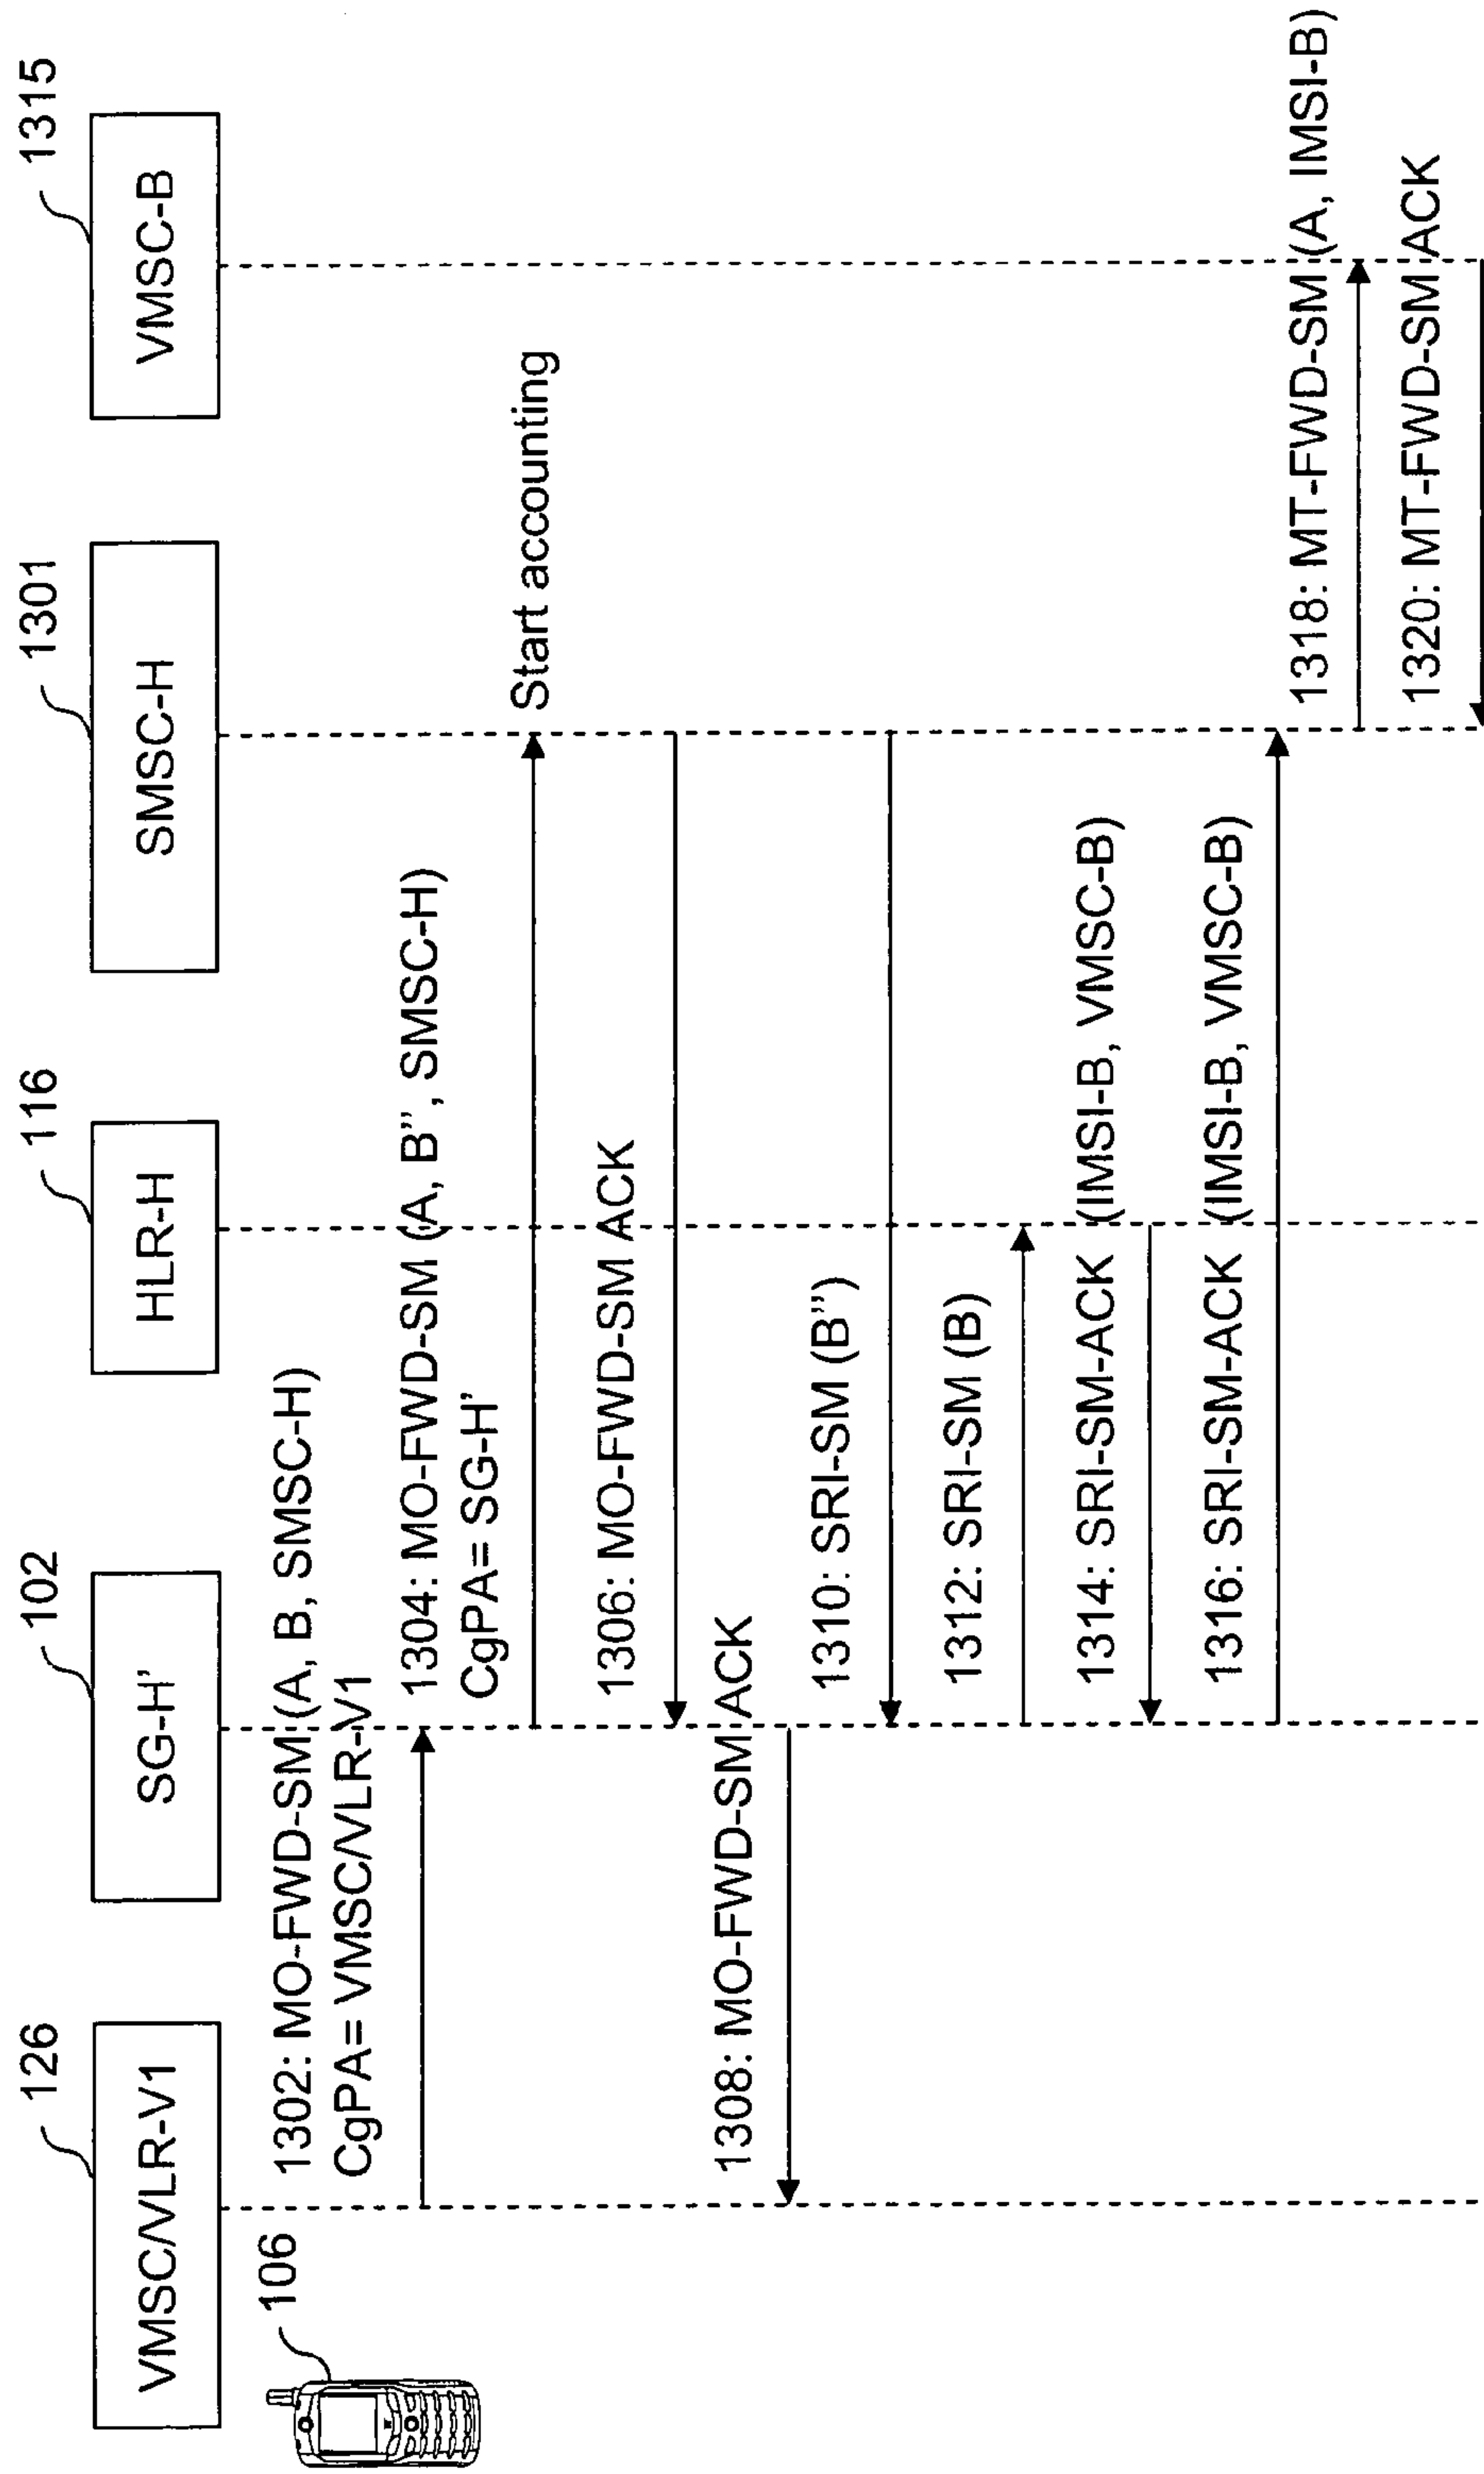 126
102
116
1301
1315
VMSC/VLR-V1
SG-H'
HLR-H
SMSC-H
VMSC-B
106
1302: MO-FWD-SM (A, B, SMSC-H)
CgPA= VMSC/VLR-V1
1304: MO-FWD-SM (A, B'', SMSC-H)
CgPA= SG-H'
Start accounting
1306: MO-FWD-SM ACK
1308: MO-FWD-SM ACK
1310: SRI-SM (B'')
1312: SRI-SM (B)
1314: SRI-SM-ACK (IMSI-B, VMSC-B)
1316: SRI-SM-ACK (IMSI-B, VMSC-B)
1318: MT-FWD-SM (A, IMSI-B)
1320: MT-FWD-SM ACK